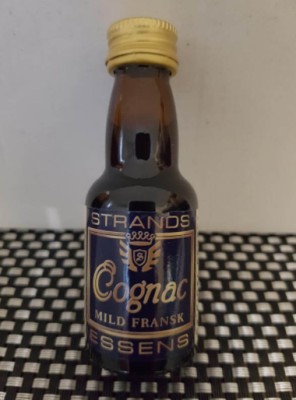 STRANDS
Cognac
MILD FRANSK
ESSENS